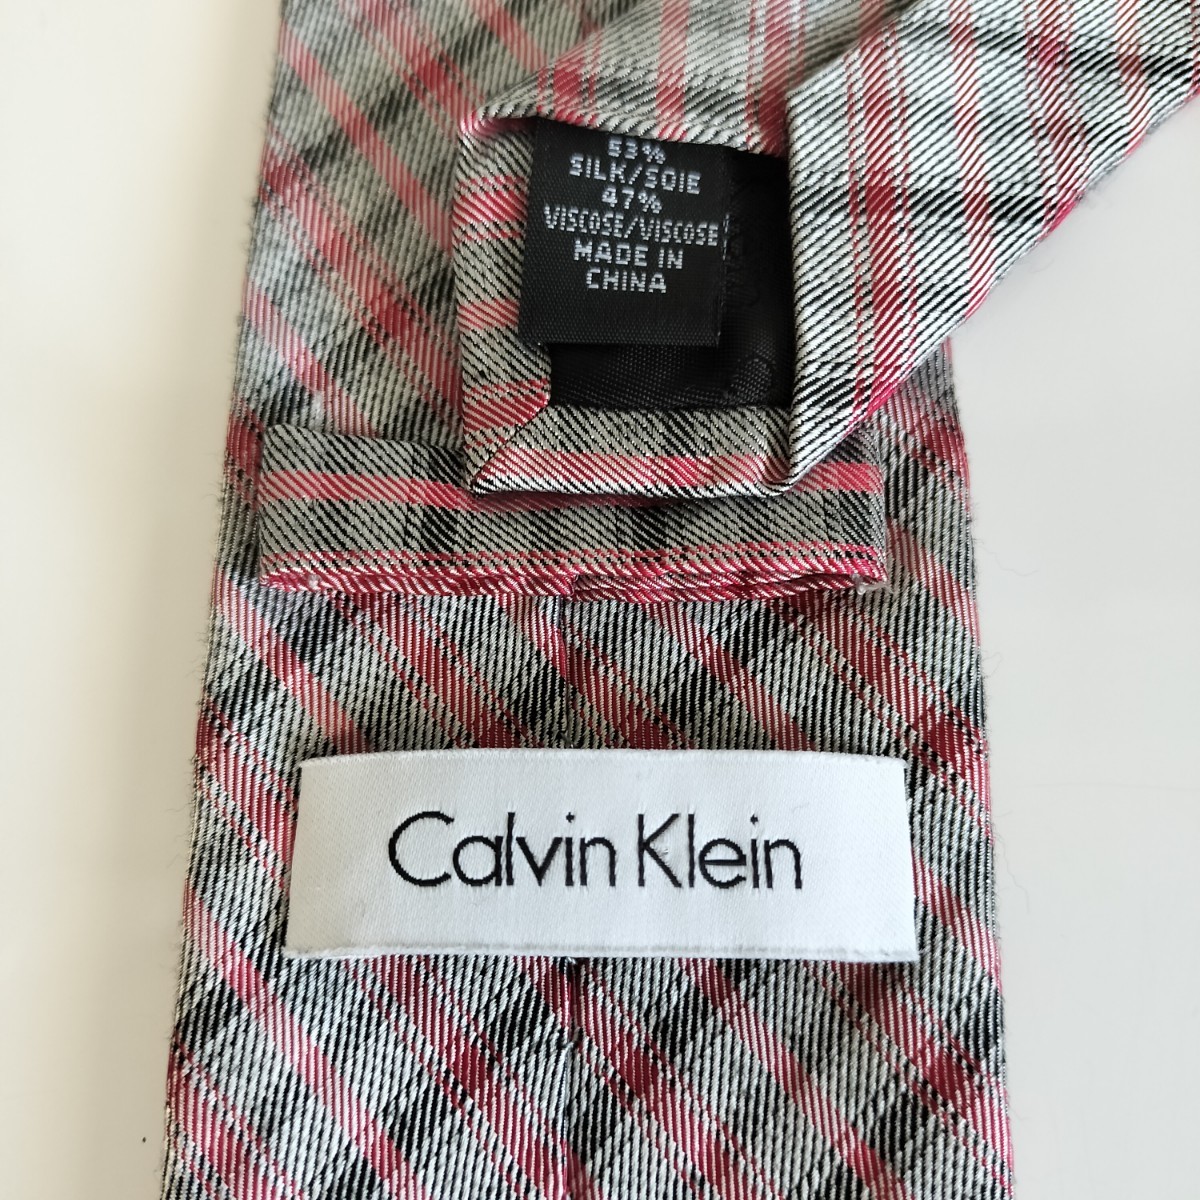 53%
SILK/SOIE
47%
VISCOSE/VISCOSE
MADE IN
CHINA
Calvin Klein